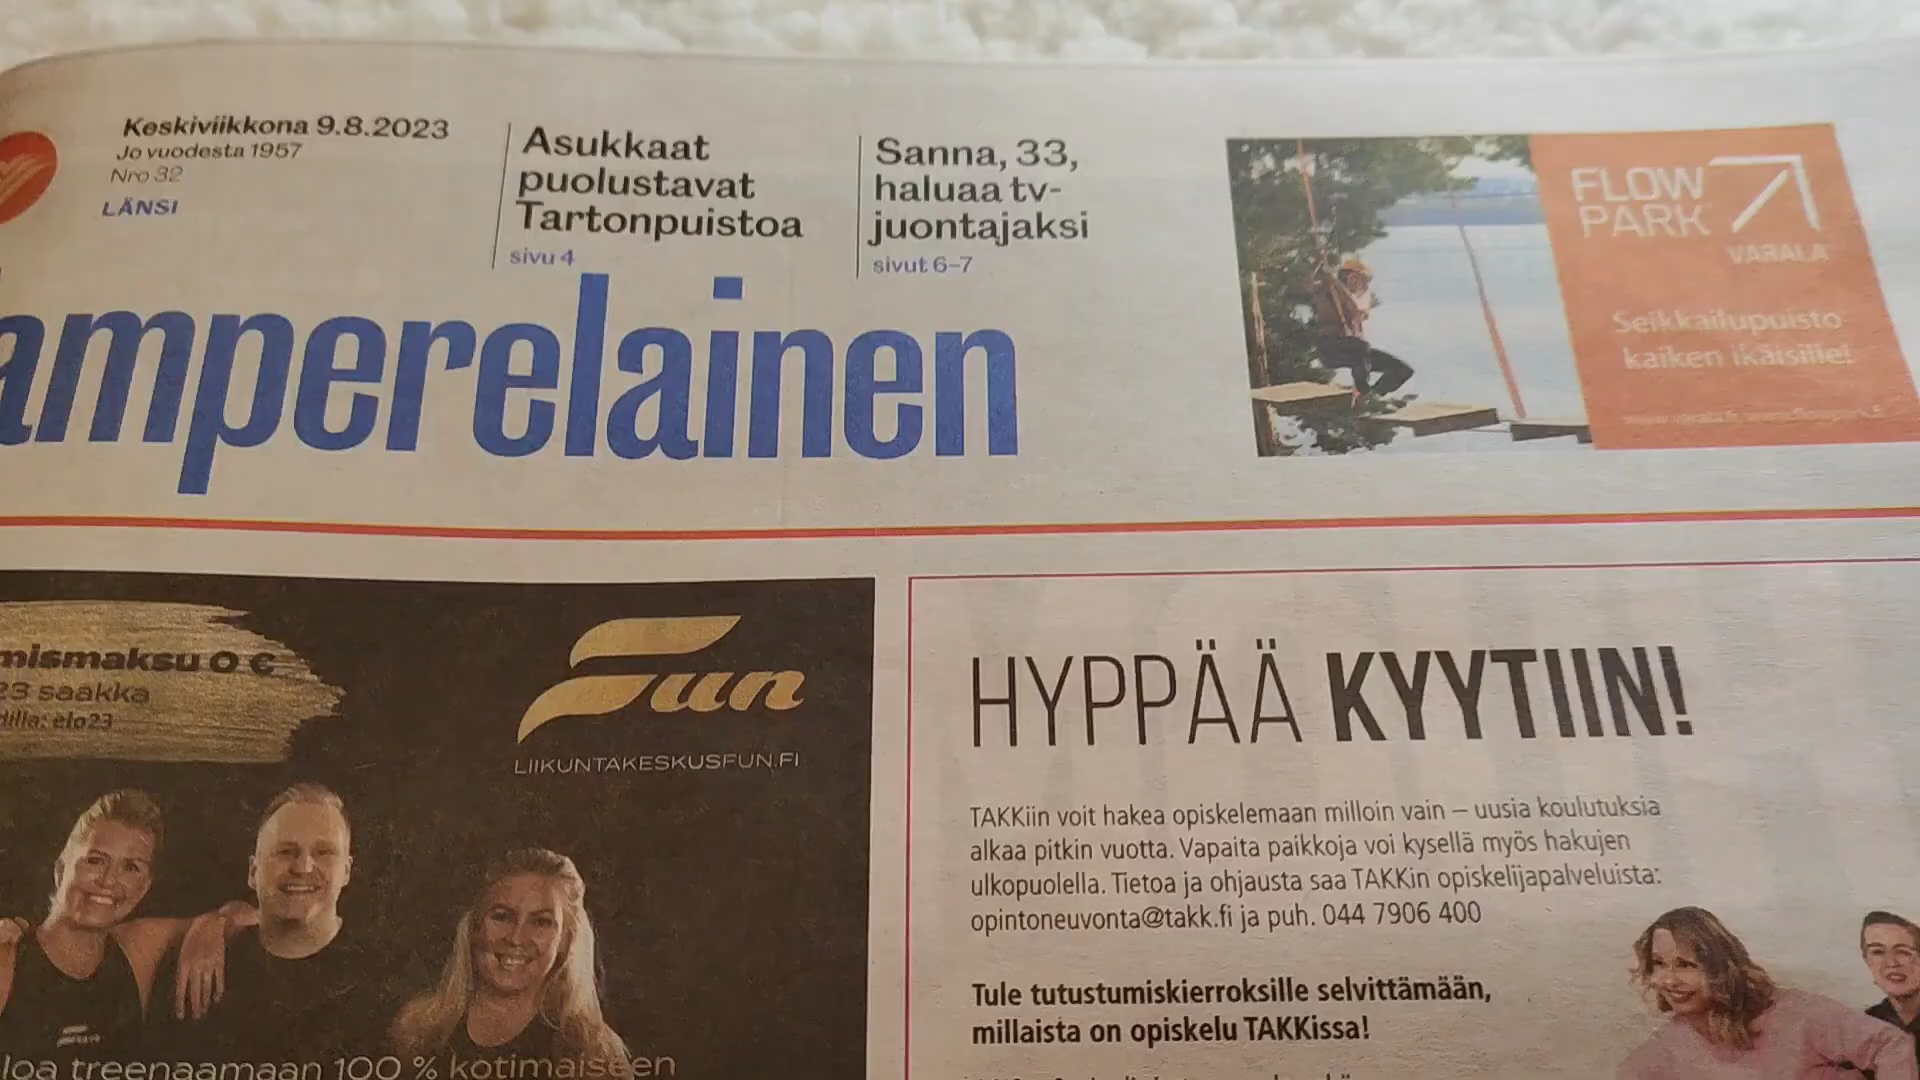 Keskiviikkona 9.8.2023
Jo vuodesta 1957
Nro 32
LÄNSI
Asukkaat
puolustavat
Tartonpuistoa
sivu 4
Sanna, 33,
haluaa tv-
juontajaksi
sivut 6–7
amperelainen
FLOW
PARK
VARALA
Seikkailupuisto
kaiken ikäisille!
mismaksu 0 €
23 saakka
dilla: elo23
Fun
LIIKUNTAKESKUSFUN.FI
loa treenaamaan 100 % kotimaiseen
HYPPÄÄ KYYTIIN!
TAKKiin voit hakea opiskelemaan milloin vain – uusia koulutuksia
alkaa pitkin vuotta. Vapaita paikkoja voi kysellä myös hakujen
ulkopuolella. Tietoa ja ohjausta saa TAKKin opiskelijapalveluista:
opintoneuvonta@takk.fi ja puh. 044 7906 400
Tule tutustumiskierroksille selvittämään,
millaista on opiskelu TAKKissa!